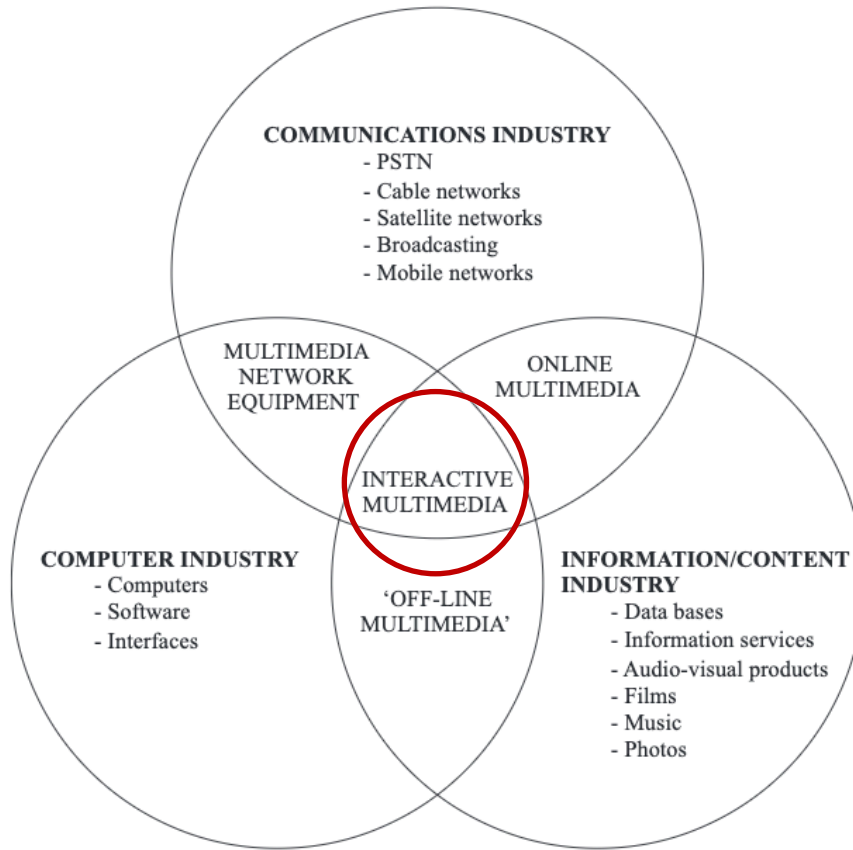 COMMUNICATIONS INDUSTRY
- PSTN
- Cable networks
- Satellite networks
- Broadcasting
- Mobile networks
MULTIMEDIA
NETWORK
EQUIPMENT
ONLINE
MULTIMEDIA
INTERACTIVE
MULTIMEDIA
COMPUTER INDUSTRY
- Computers
- Software
- Interfaces
‘OFF-LINE
MULTIMEDIA’
INFORMATION/CONTENT
INDUSTRY
- Data bases
- Information services
- Audio-visual products
- Films
- Music
- Photos